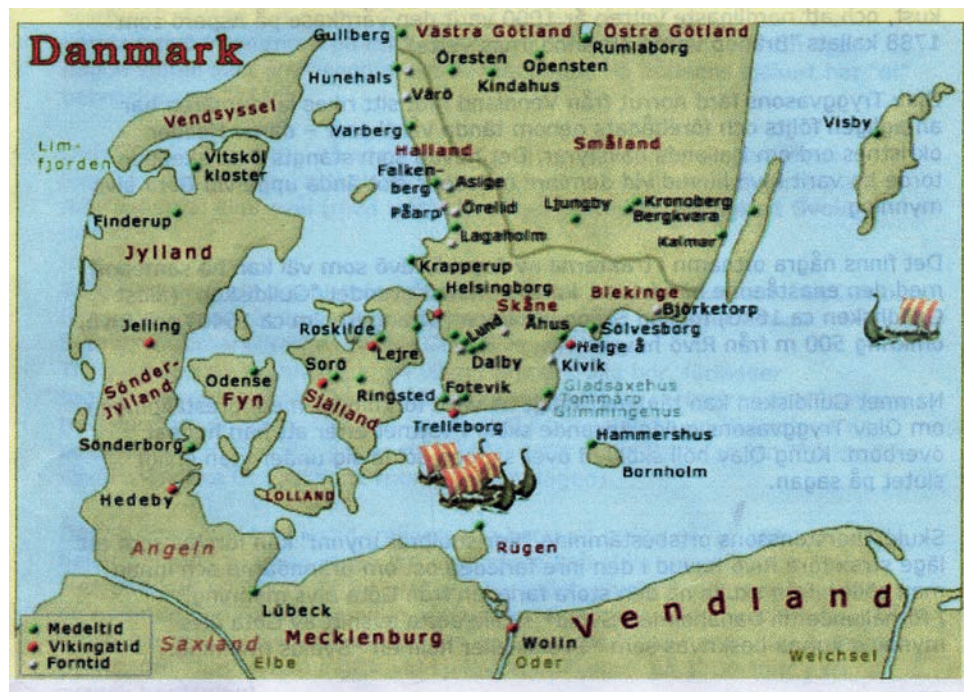 Danmark
Gullberg
Västra Götland
Östra Götland
Rumlaborg
Öresten
Opensten
Kindahus
Hunehals
Värö
Vendsyssel
Varberg
Visby
Lim-
fjorden
Vitsköl
kloster
Halland
Småland
Falken-
berg
Asige
Påarp
Örelid
Ljungby
Kronoberg
Bergkvara
Finderup
Lagaholm
Kalmar
Jylland
Krapperup
Helsingborg
Skåne
Blekinge
Björketorp
Jelling
Roskilde
Lund
Åhus
Sölvesborg
Lejre
Helge å
Sorö
Dalby
Kivik
Sönder-
Jylland
Odense
Fyn
Själland
Ringsted
Fotevik
Gladsaxehus
Tommarp
Glimmingehus
Trelleborg
Hammershus
Sönderborg
Bornholm
Hedeby
LOLLAND
Angeln
Rügen
Lübeck
Vendland
Medeltid
Vikingatid
Forntid
Saxland
Mecklenburg
Wolin
Elbe
Oder
Weichsel